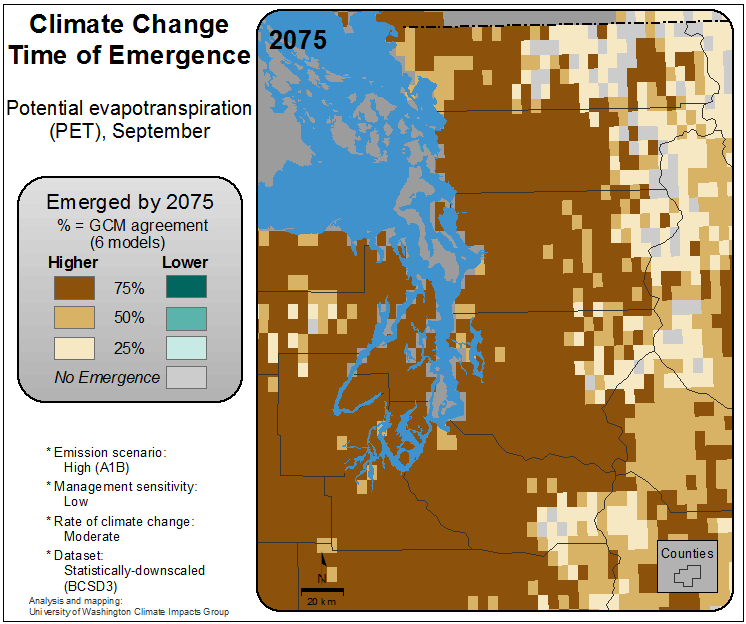 Climate Change
Time of Emergence
Potential evapotranspiration
(PET), September
Emerged by 2075
% = GCM agreement
(6 models)
Higher Lower
75%
50%
25%
No Emergence
* Emission scenario:
High (A1B)
* Management sensitivity:
Low
* Rate of climate change:
Moderate
* Dataset:
Statistically-downscaled
(BCSD3)
Analysis and mapping:
University of Washington Climate Impacts Group
2075
N
20 km
Counties